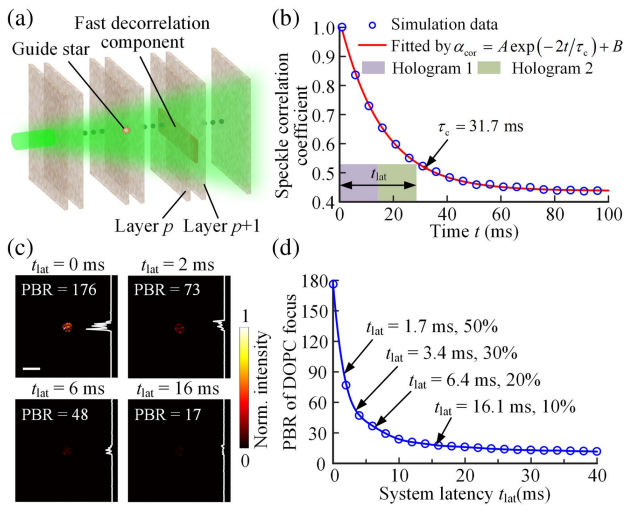 (a)
Guide star
Fast decorrelation
component
Layer p
Layer p+1
(b)
Speckle correlation
coefficient
1.0
0.9
0.8
0.7
0.6
0.5
0.4
Simulation data
Fitted by α_cor = A exp(−2t/τ_c)+B
Hologram 1
Hologram 2
τ_c = 31.7 ms
t_lat
0 20 40 60 80 100
Time t (ms)
(c)
t_lat = 0 ms
PBR = 176
t_lat = 2 ms
PBR = 73
t_lat = 6 ms
PBR = 48
t_lat = 16 ms
PBR = 17
1
Norm. intensity
0
(d)
PBR of DOPC focus
180
150
120
90
60
30
0
t_lat = 1.7 ms, 50%
t_lat = 3.4 ms, 30%
t_lat = 6.4 ms, 20%
t_lat = 16.1 ms, 10%
0 10 20 30 40
System latency t_lat(ms)